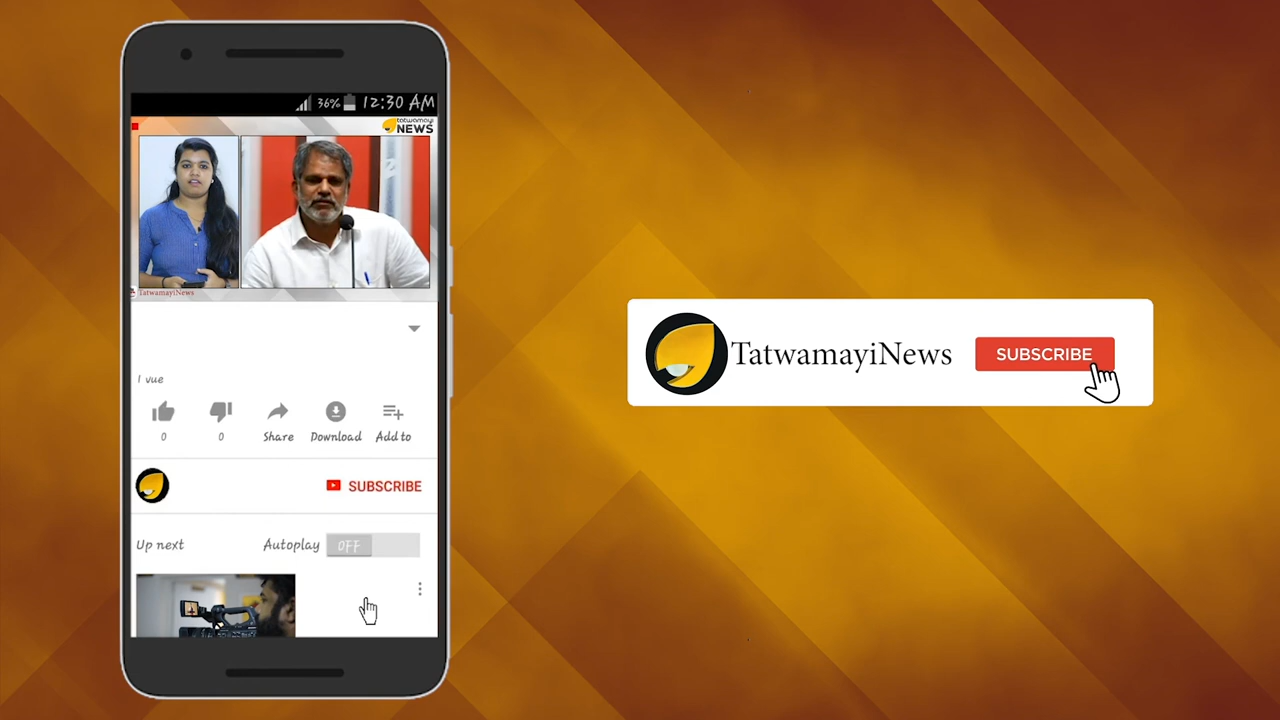 36% 12:30 AM
tatwamayi
NEWS
TatwamayiNews
1 vue
0 0 Share Download Add to
SUBSCRIBE
Up next Autoplay OFF
TatwamayiNews SUBSCRIBE